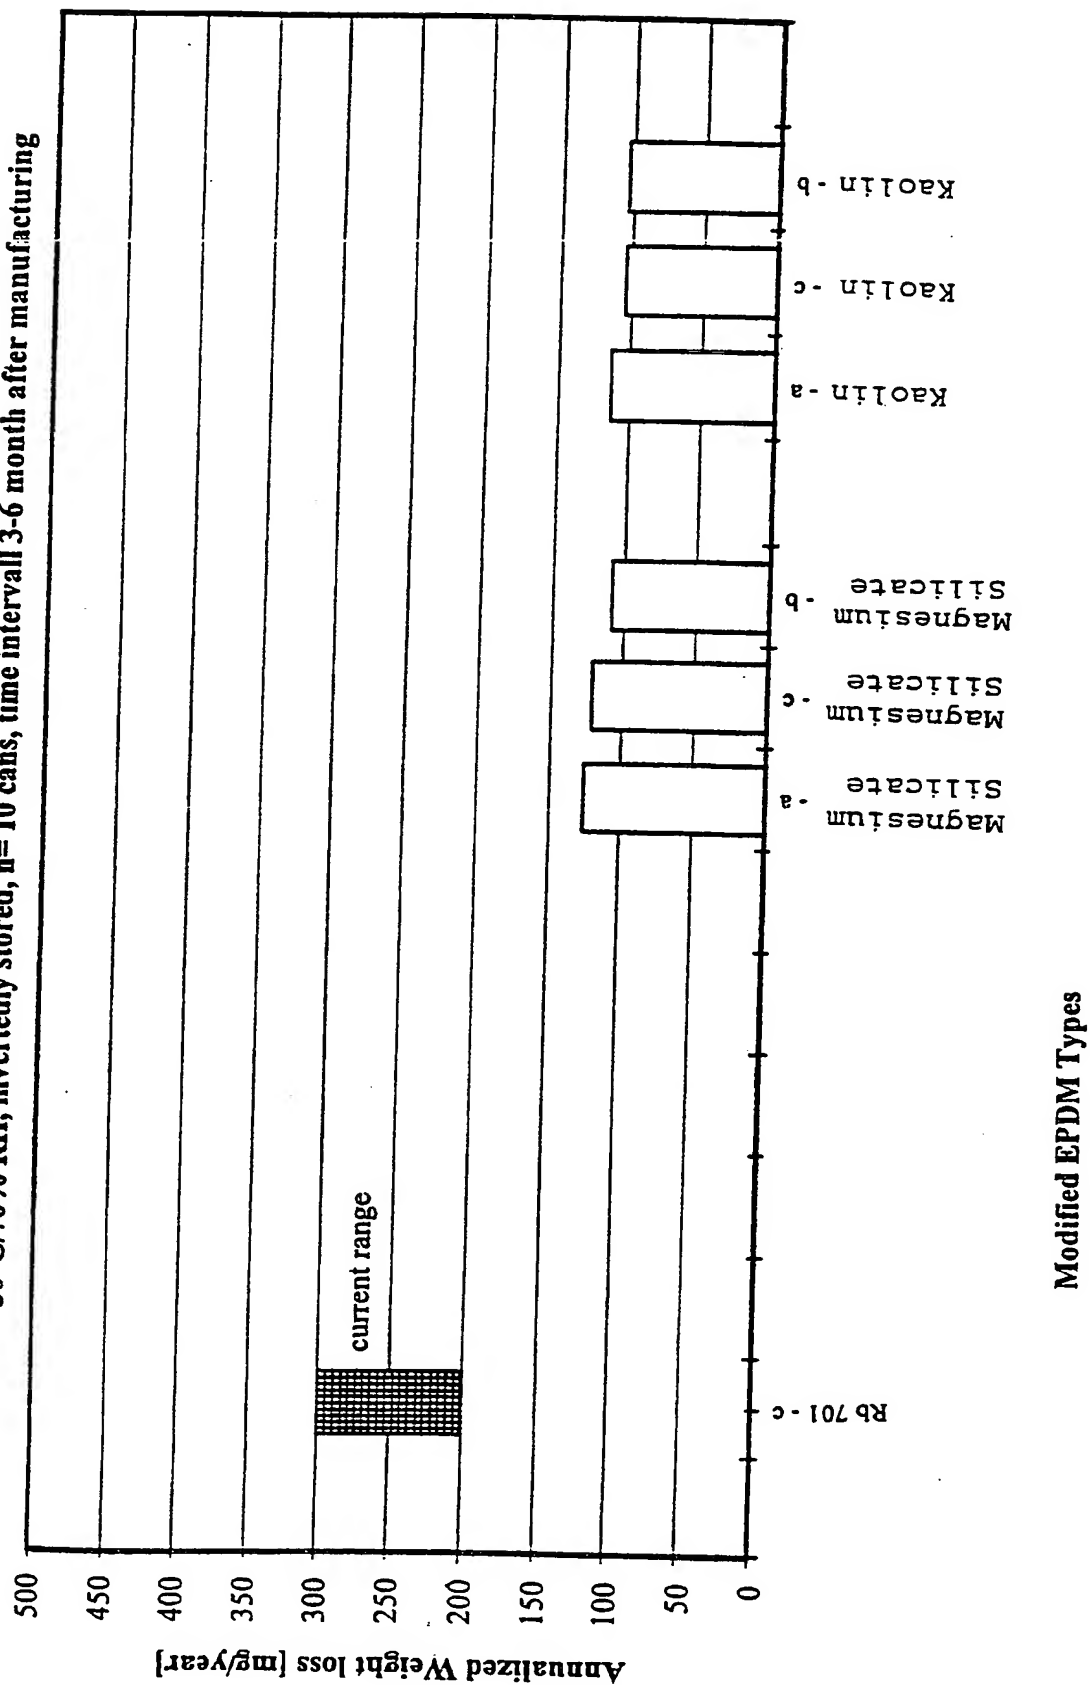 invertedly stored, n= 10 cans, time intervall 3-6 month after manufacturing
Annualized Weight loss [mg/year]
500
450
400
350
300
250
200
150
100
50
0
current range
Rb 701 - c
Magnesium
Silicate - a
Magnesium
Silicate - c
Magnesium
Silicate - b
Kaolin - a
Kaolin - c
Kaolin - b
Modified EPDM Types